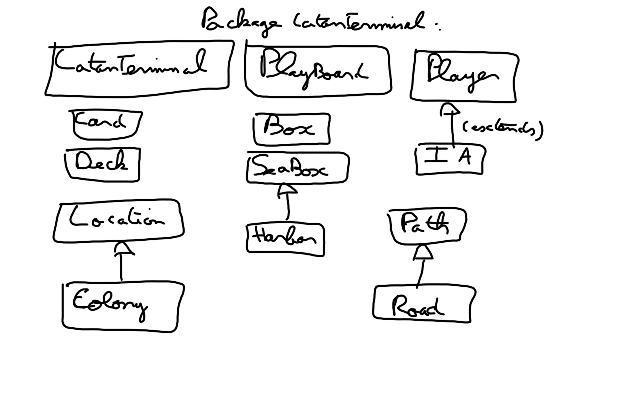 Package CatanTerminal :
CatanTerminal
PlayBoard
Player
Card
Box
(extends)
Deck
SeaBox
IA
Location
Harbor
Path
Colony
Road